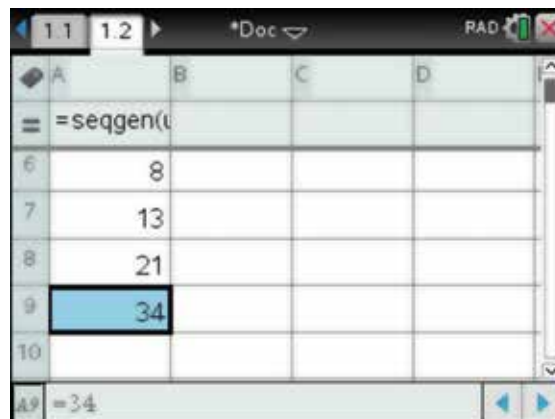 1.1 1.2 *Doc RAD
A B C D
= =seqgen(u
6 8
7 13
8 21
9 34
10
A9 =34